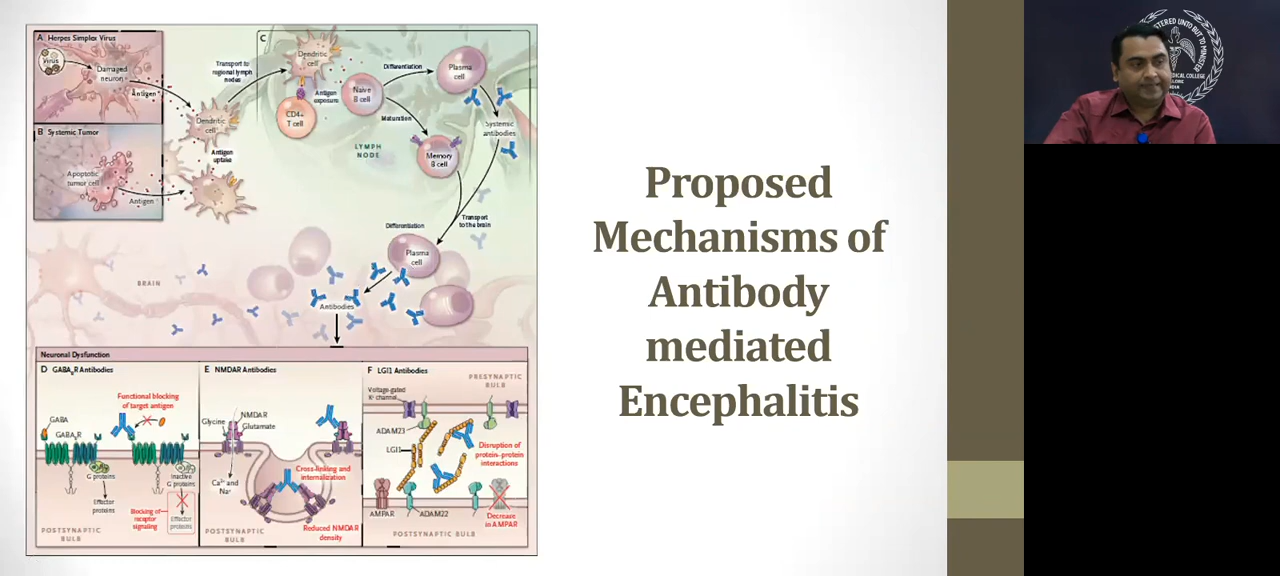 A Herpes Simplex Virus
Virus
Damaged
neuron
Antigen
B Systemic Tumor
Apoptotic
tumor cell
Antigen
Transport to
regional lymph
nodes
Dendritic
cell
Antigen
uptake
C
Dendritic
cell
Antigen
exposure
CD4+
T cell
Naive
B cell
Differentiation
Maturation
LYMPH
NODE
Plasma
cell
Memory
B cell
Systemic
antibodies
Transport
to the brain
Differentiation
Plasma
cell
BRAIN
Antibodies
Neuronal Dysfunction
D GABABR Antibodies
Functional blocking
of target antigen
GABA
GABABR
G proteins
Effector
proteins
Inactive
G proteins
Blocking of
receptor
signaling
Effector
proteins
POSTSYNAPTIC
BULB
E NMDAR Antibodies
Glycine
NMDAR
Glutamate
Ca2+ and
Na+
Cross-linking and
internalization
Reduced NMDAR
density
POSTSYNAPTIC
BULB
F LGI1 Antibodies
Voltage-gated
K+ channel
PRESYNAPTIC
BULB
ADAM23
LGI1
Disruption of
protein–protein
interactions
AMPAR
ADAM22
Decrease
in AMPAR
POSTSYNAPTIC BULB
Proposed
Mechanisms of
Antibody
mediated
Encephalitis